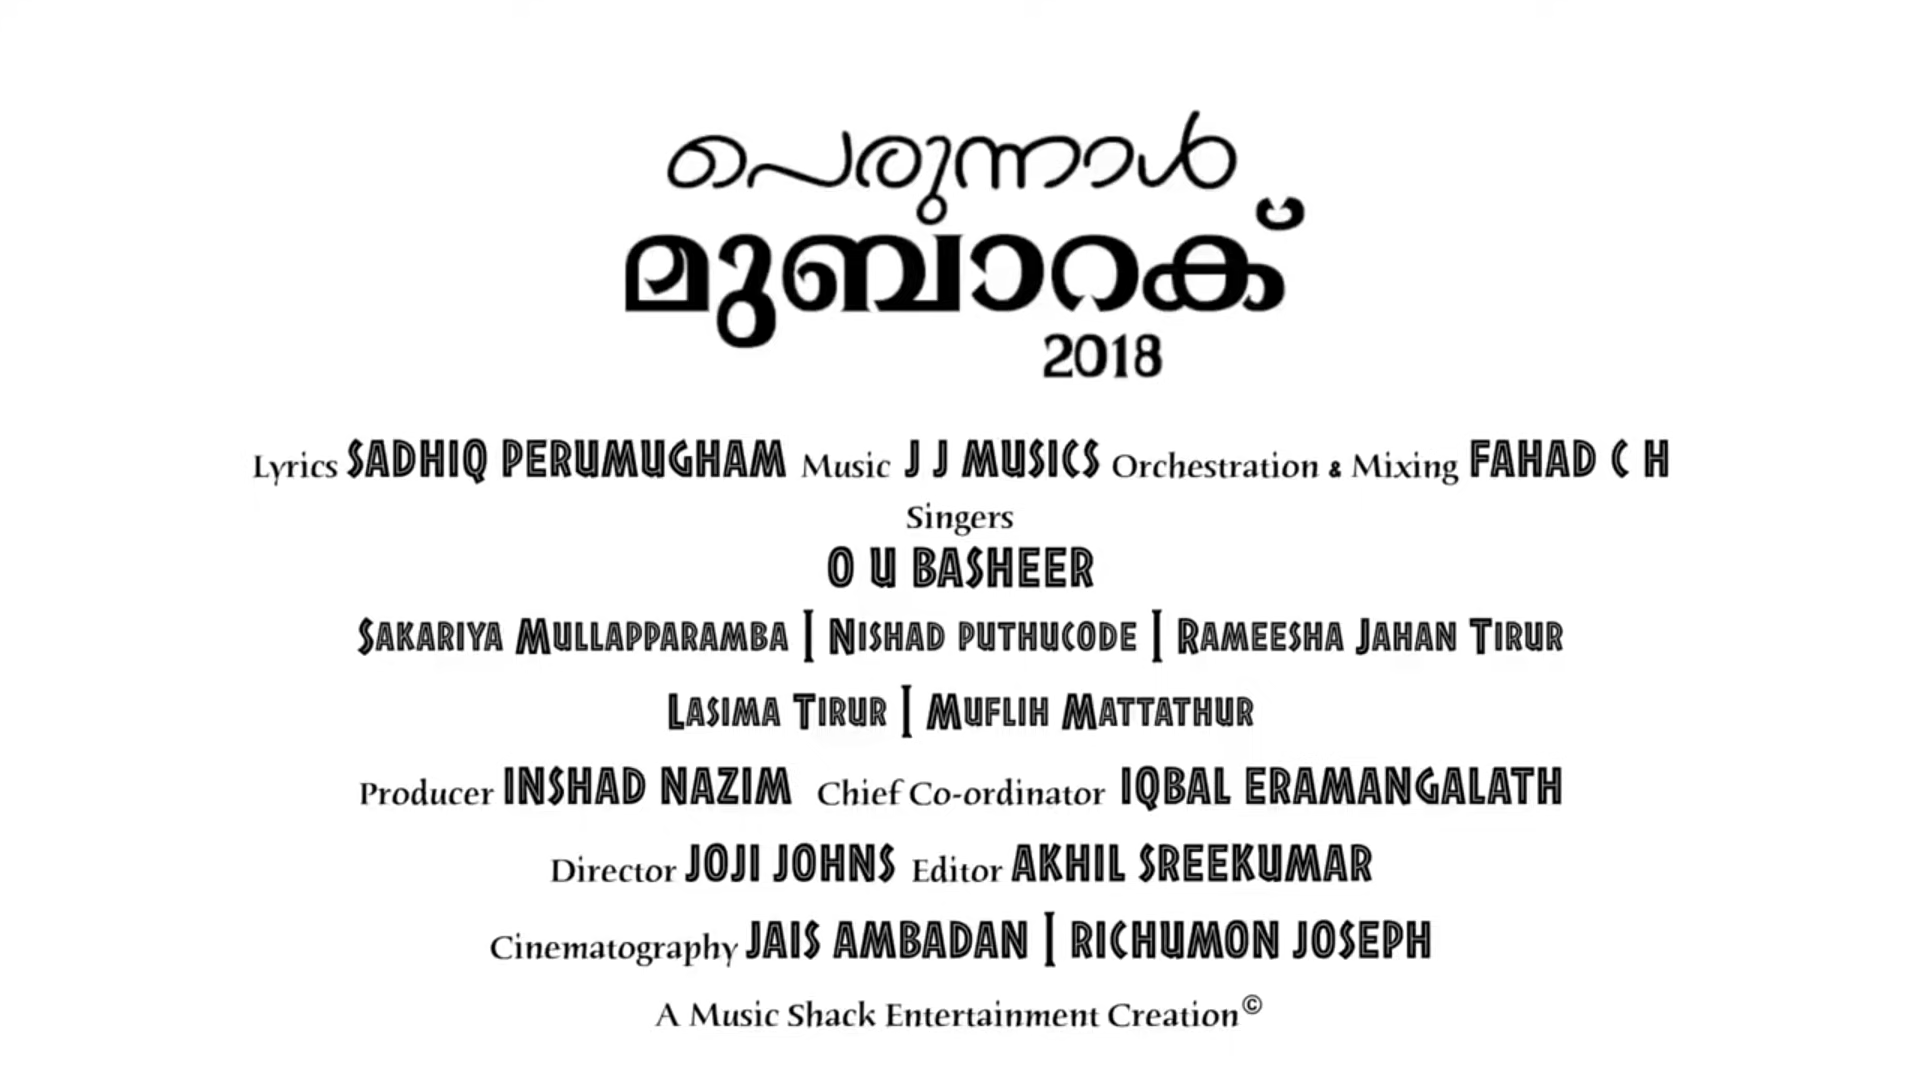 പെരുന്നാൾ
മുബാറക്
2018
Lyrics SADHIQ PERUMUGHAM Music J J MUSICS Orchestration & Mixing FAHAD C H
Singers
O U BASHEER
SAKARIYA MULLAPPARAMBA | NISHAD PUTHUCODE | RAMEESHA JAHAN TIRUR
LASIMA TIRUR | MUFLIH MATTATHUR
Producer INSHAD NAZIM Chief Co-ordinator IQBAL ERAMANGALATH
Director JOJI JOHNS Editor AKHIL SREEKUMAR
Cinematography JAIS AMBADAN | RICHUMON JOSEPH
A Music Shack Entertainment Creation©